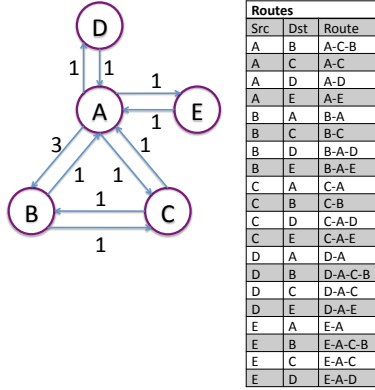 D
1 1
1
A
E
1
3
1
1 1
B
C
1
1
Routes
Src Dst Route
A B A-C-B
A C A-C
A D A-D
A E A-E
B A B-A
B C B-C
B D B-A-D
B E B-A-E
C A C-A
C B C-B
C D C-A-D
C E C-A-E
D A D-A
D B D-A-C-B
D C D-A-C
D E D-A-E
E A E-A
E B E-A-C-B
E C E-A-C
E D E-A-D